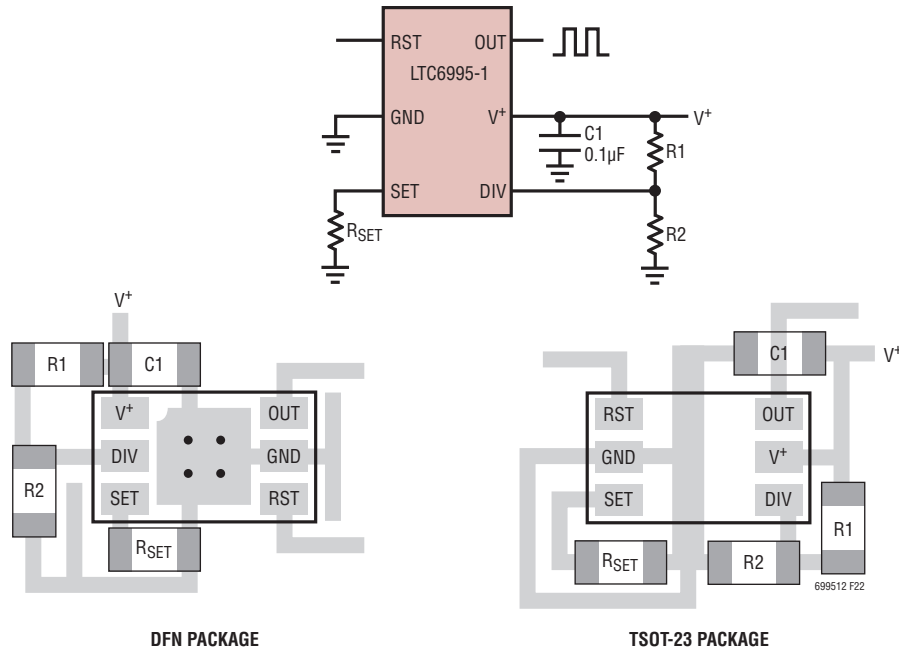 RST OUT
LTC6995-1
GND V+ V+
C1
0.1µF
R1
SET DIV
RSET
R2
V+
R1 C1
V+ OUT
DIV GND
R2
SET RST
RSET
DFN PACKAGE
C1
V+
RST OUT
GND V+
SET DIV
R1
RSET R2
699512 F22
TSOT-23 PACKAGE